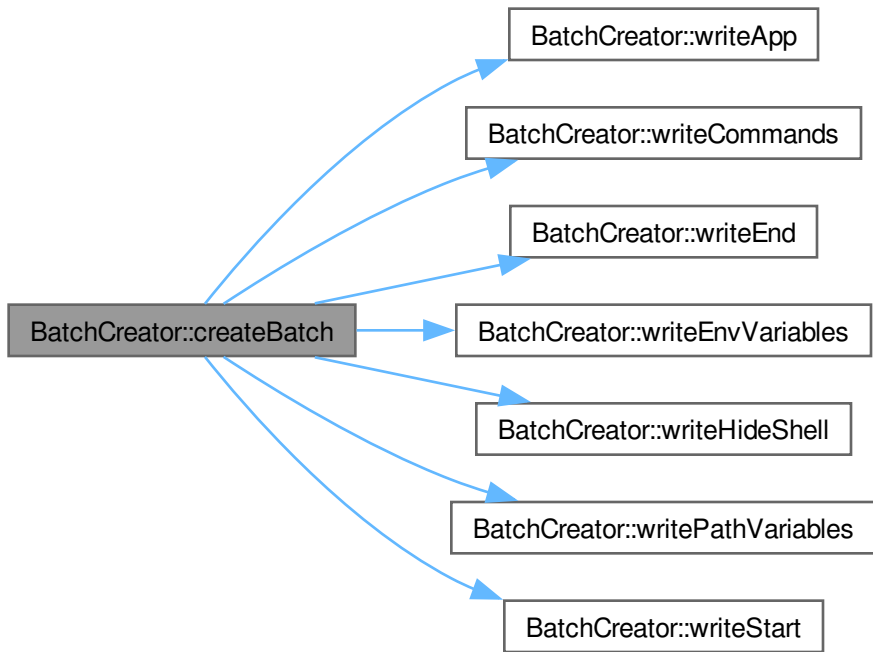 BatchCreator::writeApp
BatchCreator::writeCommands
BatchCreator::writeEnd
BatchCreator::createBatch
BatchCreator::writeEnvVariables
BatchCreator::writeHideShell
BatchCreator::writePathVariables
BatchCreator::writeStart